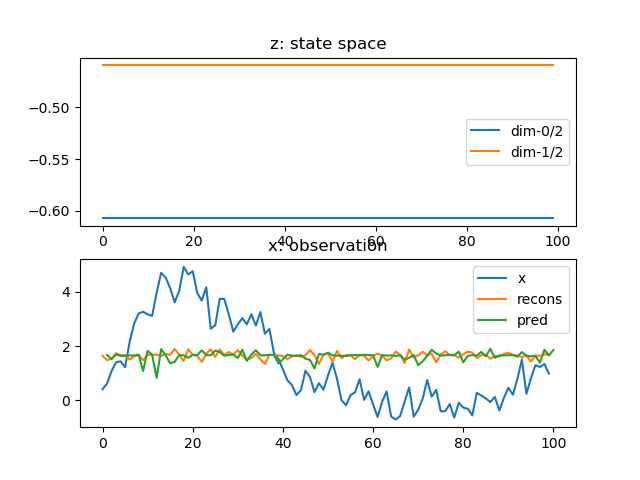 z: state space
−0.50
−0.55
−0.60
dim-0/2
dim-1/2
0 20 40 60 80 100
x: observation
4
2
0
x
recons
pred
0 20 40 60 80 100